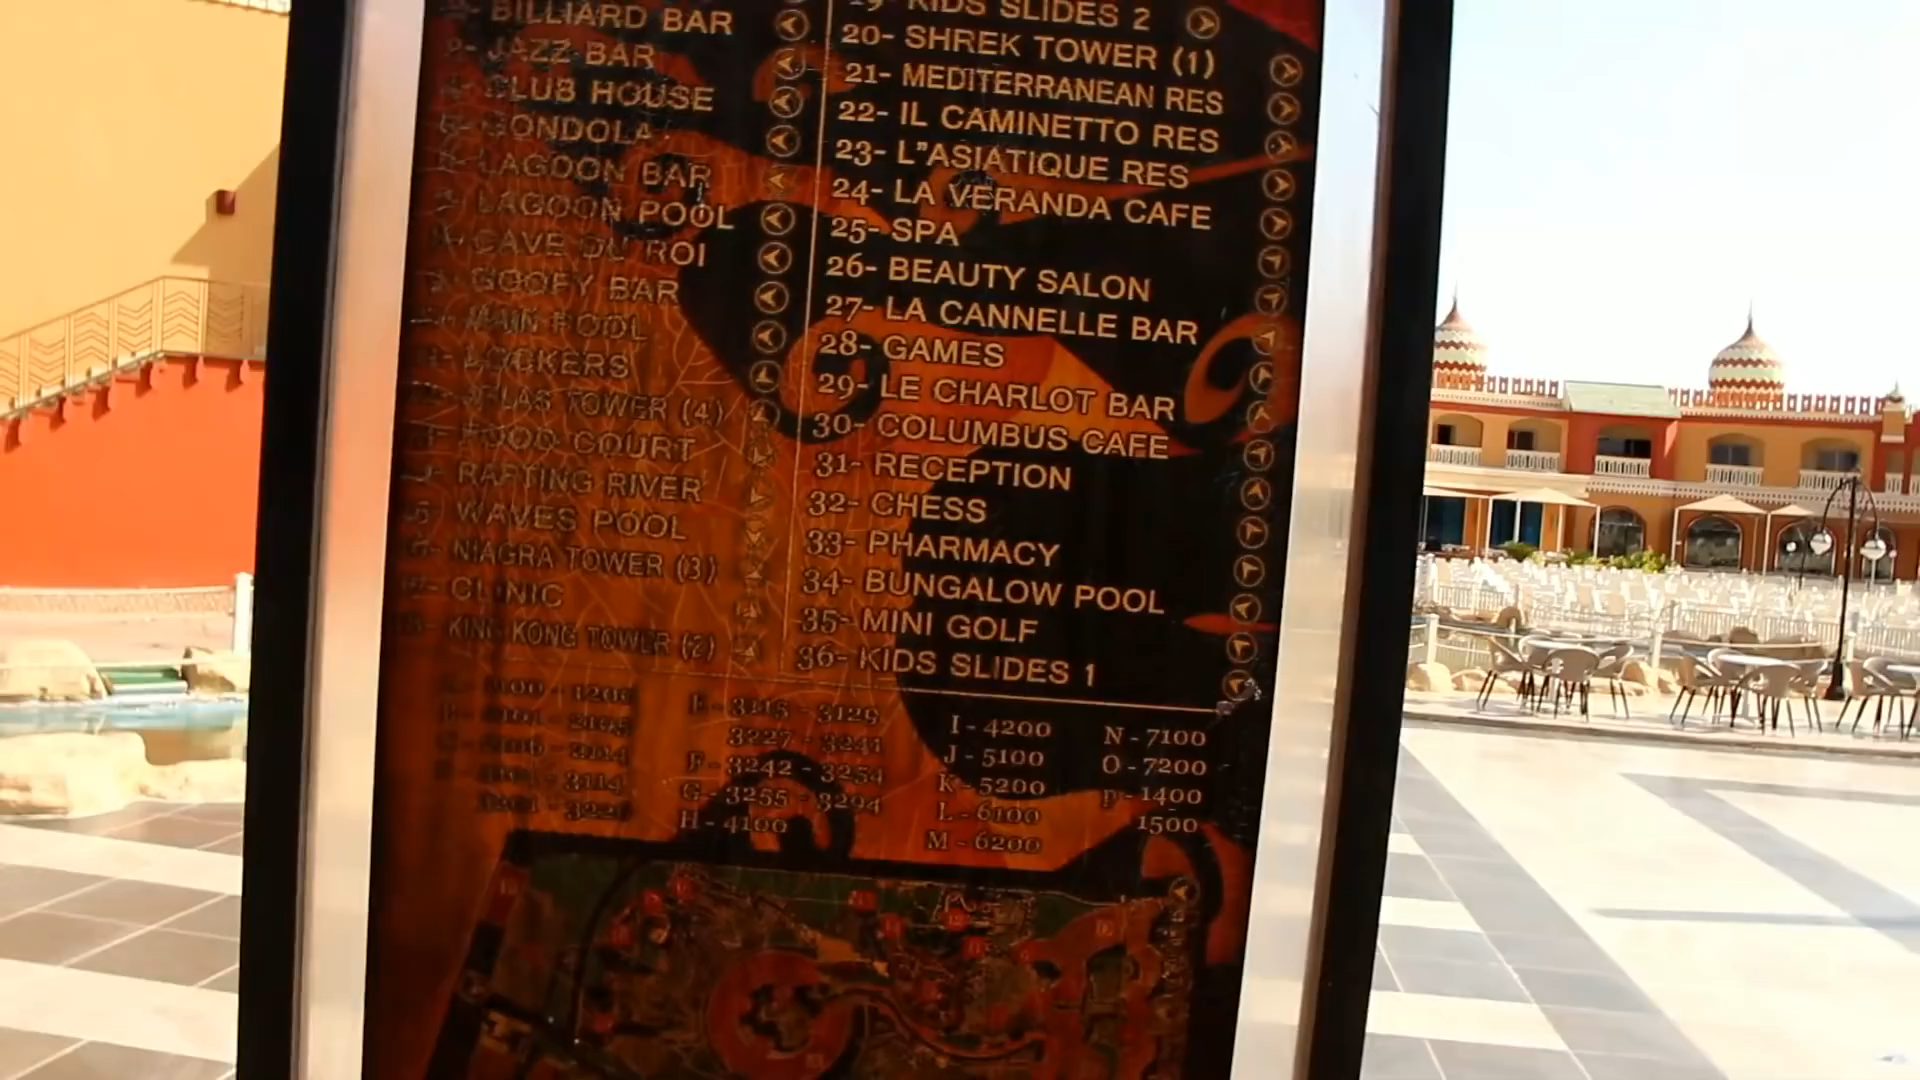 BILLIARD BAR
JAZZ BAR
CLUB HOUSE
GONDOLA
LAGOON BAR
LAGOON POOL
CAVE DU ROI
GOOFY BAR
MAIN POOL
LOCKERS
TOWER (4)
FOOD COURT
RAFTING RIVER
WAVES POOL
NIAGRA TOWER (3)
CLINIC
KING KONG TOWER (2)
19- KIDS SLIDES 2
20- SHREK TOWER (1)
21- MEDITERRANEAN RES
22- IL CAMINETTO RES
23- L"ASIATIQUE RES
24- LA VERANDA CAFE
25- SPA
26- BEAUTY SALON
27- LA CANNELLE BAR
28- GAMES
29- LE CHARLOT BAR
30- COLUMBUS CAFE
31- RECEPTION
32- CHESS
33- PHARMACY
34- BUNGALOW POOL
35- MINI GOLF
36- KIDS SLIDES 1
3114
E - 3115 - 3129
3227 - 3241
F - 3242 - 3254
G - 3255 - 3294
H - 4100
I - 4200
J - 5100
K - 5200
L - 6100
M - 6200
N - 7100
O - 7200
P - 1400
1500